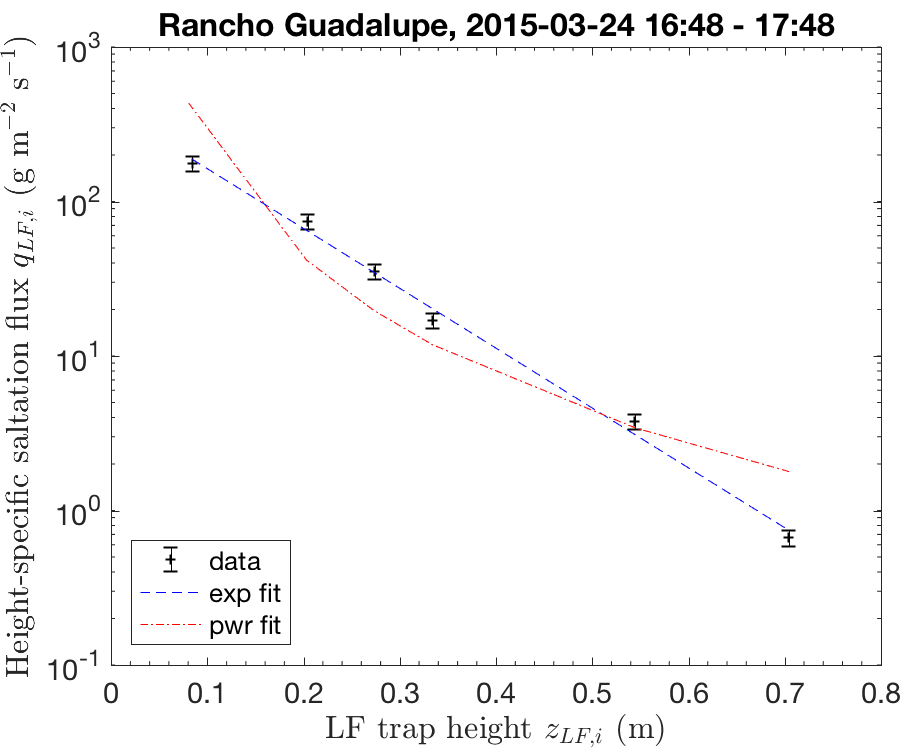 Rancho Guadalupe, 2015-03-24 16:48 - 17:48
Height-specific saltation flux q_{LF,i} (g m^{-2} s^{-1})
10^3
10^2
10^1
10^0
10^{-1}
data
exp fit
pwr fit
0 0.1 0.2 0.3 0.4 0.5 0.6 0.7 0.8
LF trap height z_{LF,i} (m)